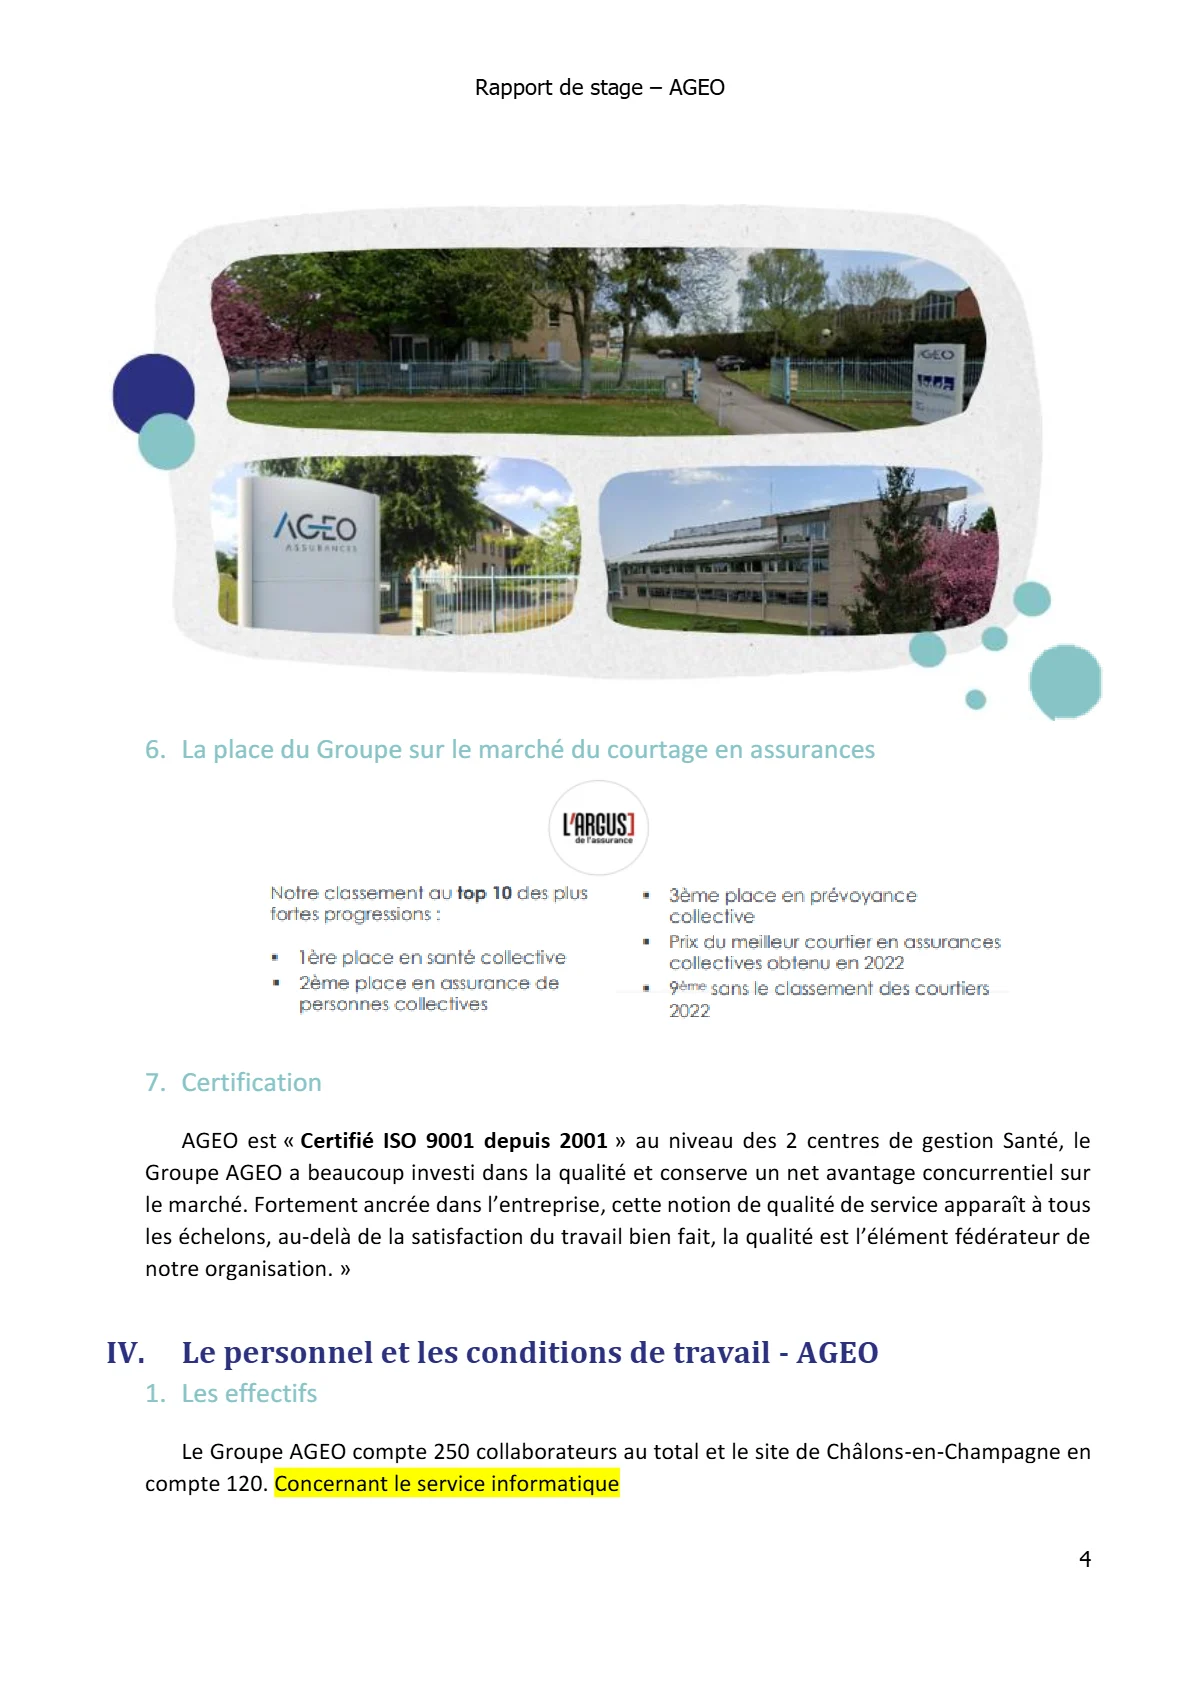 Rapport de stage – AGEO
AGEO
AGEO
ASSURANCES
6. La place du Groupe sur le marché du courtage en assurances
L'ARGUS
de l'assurance
Notre classement au top 10 des plus
fortes progressions :
▪ 1ère place en santé collective
▪ 2ème place en assurance de
personnes collectives
▪ 3ème place en prévoyance
collective
▪ Prix du meilleur courtier en assurances
collectives obtenu en 2022
▪ 9ème sans le classement des courtiers
2022
7. Certification
AGEO est « Certifié ISO 9001 depuis 2001 » au niveau des 2 centres de gestion Santé, le
Groupe AGEO a beaucoup investi dans la qualité et conserve un net avantage concurrentiel sur
le marché. Fortement ancrée dans l’entreprise, cette notion de qualité de service apparaît à tous
les échelons, au-delà de la satisfaction du travail bien fait, la qualité est l’élément fédérateur de
notre organisation. »
IV. Le personnel et les conditions de travail - AGEO
1. Les effectifs
Le Groupe AGEO compte 250 collaborateurs au total et le site de Châlons-en-Champagne en
compte 120. Concernant le service informatique
4